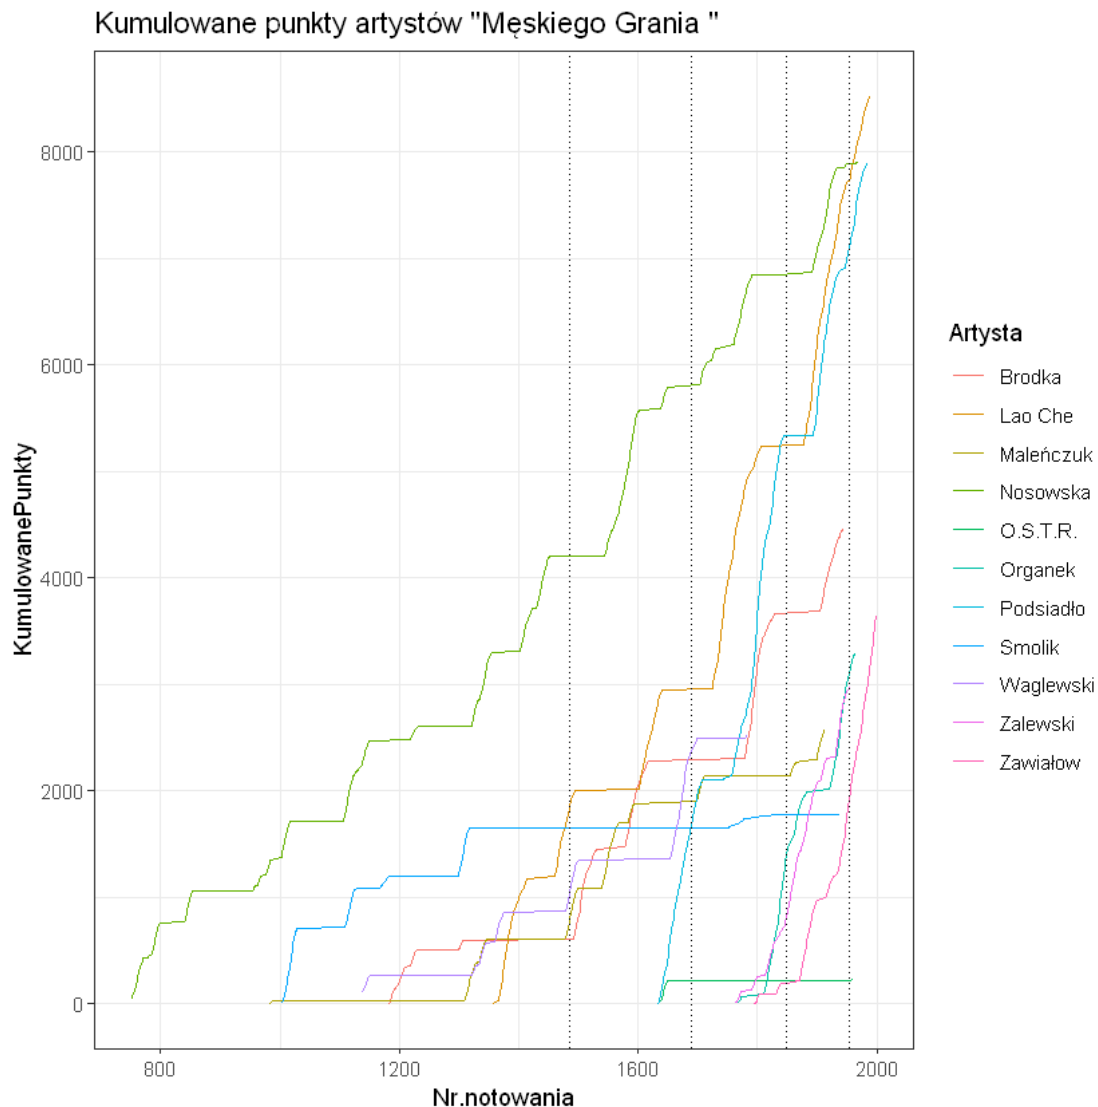 Kumulowane punkty artystów "Męskiego Grania "
KumulowanePunkty
8000
6000
4000
2000
0
800
1200
1600
2000
Nr.notowania
Artysta
Brodka
Lao Che
Maleńczuk
Nosowska
O.S.T.R.
Organek
Podsiadło
Smolik
Waglewski
Zalewski
Zawiałow